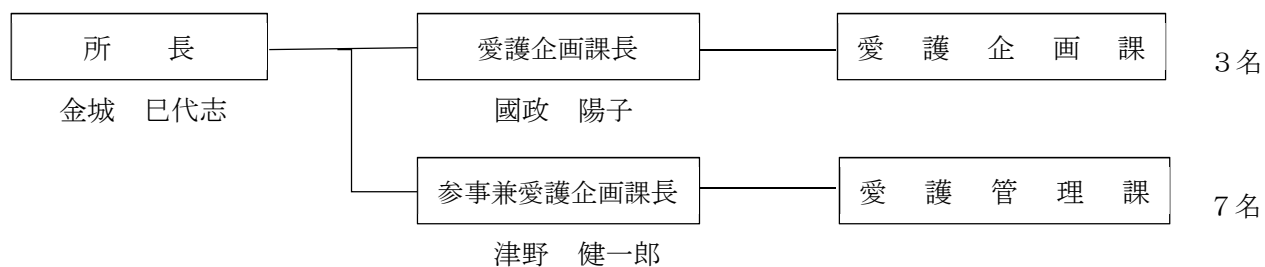 所　長　愛護企画課長　愛　護　企　画　課　３名
金城　巳代志　國政　陽子
参事兼愛護企画課長　愛　護　管　理　課　７名
津野　健一郎